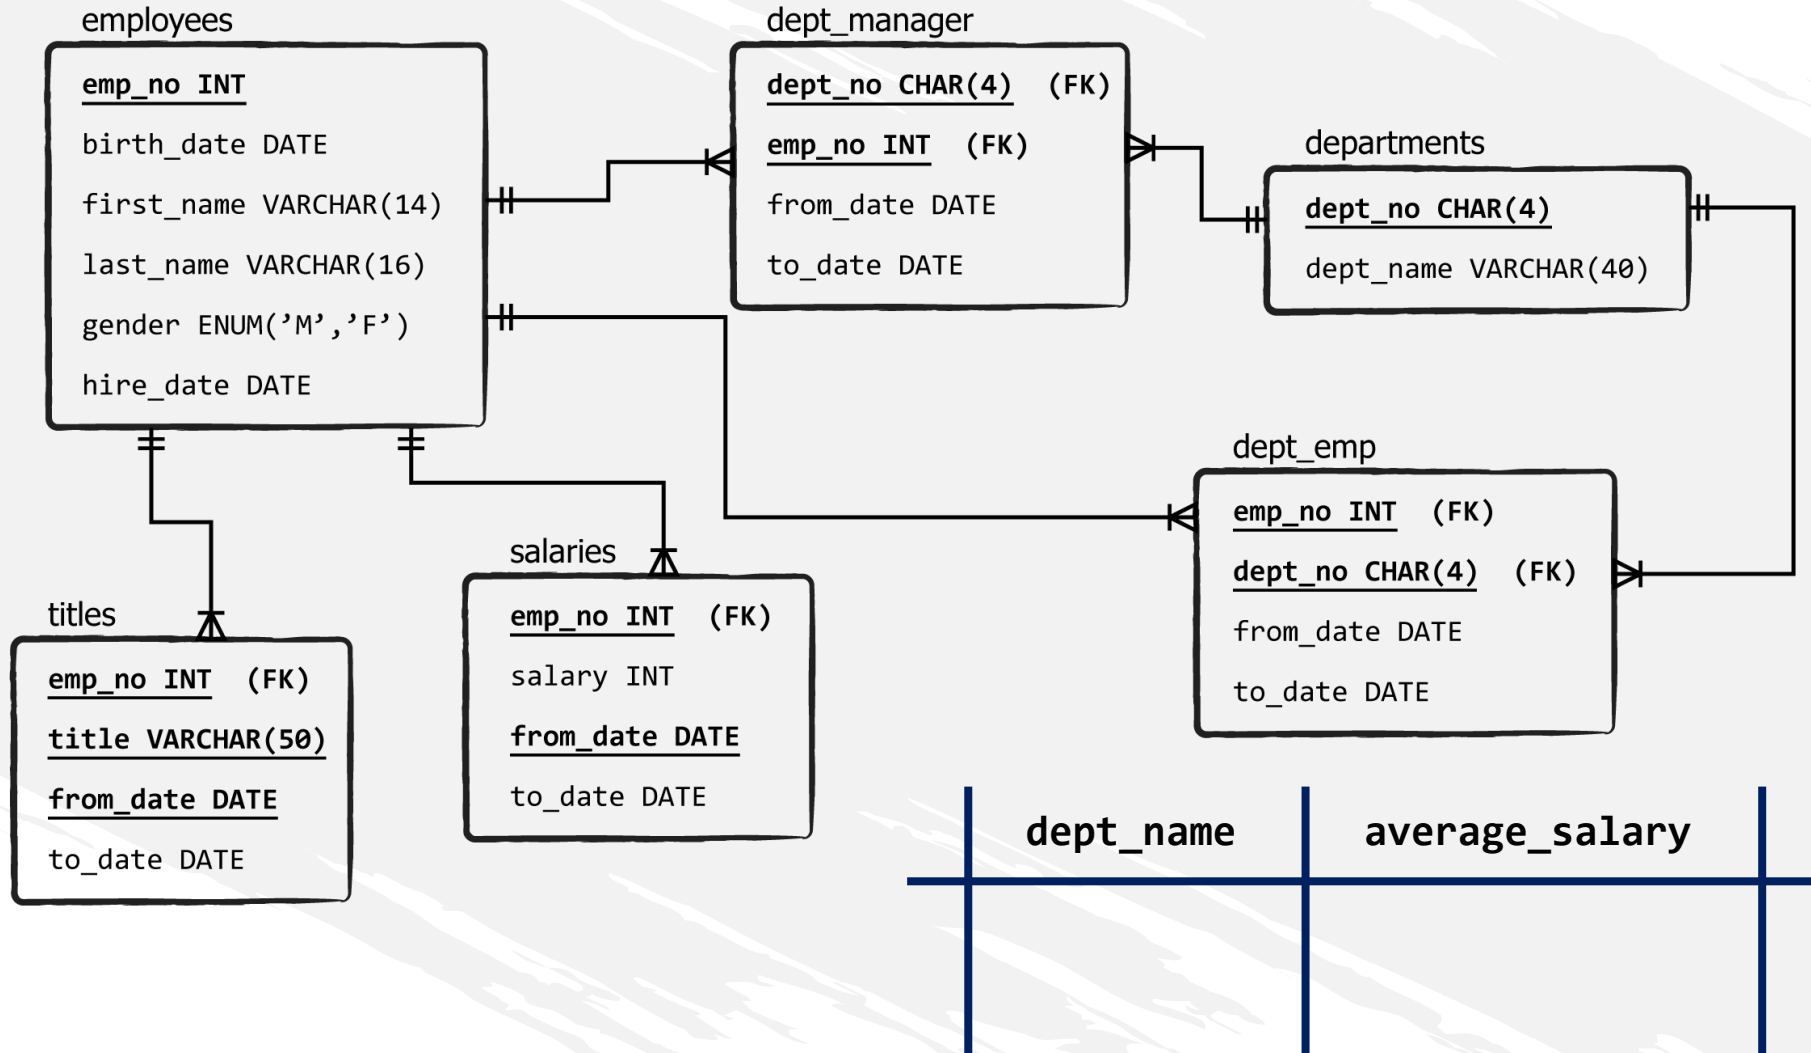 employees
emp_no INT
birth_date DATE
first_name VARCHAR(14)
last_name VARCHAR(16)
gender ENUM(’M’,’F’)
hire_date DATE
dept_manager
dept_no CHAR(4) (FK)
emp_no INT (FK)
from_date DATE
to_date DATE
departments
dept_no CHAR(4)
dept_name VARCHAR(40)
dept_emp
emp_no INT (FK)
dept_no CHAR(4) (FK)
from_date DATE
to_date DATE
salaries
emp_no INT (FK)
salary INT
from_date DATE
to_date DATE
titles
emp_no INT (FK)
title VARCHAR(50)
from_date DATE
to_date DATE
dept_name average_salary